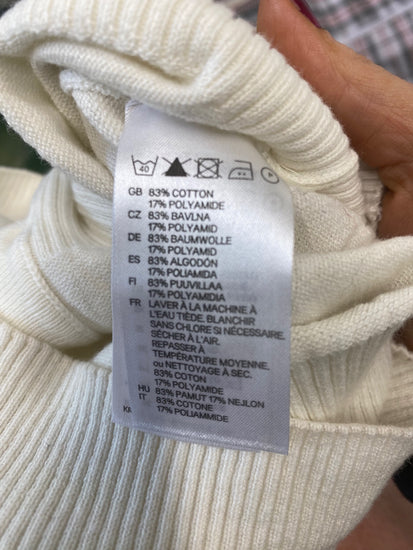 40
P
GB 83% COTTON
17% POLYAMIDE
CZ 83% BAVLNA
17% POLYAMID
DE 83% BAUMWOLLE
17% POLYAMID
ES 83% ALGODÓN
17% POLIAMIDA
FI 83% PUUVILLAA
17% POLYAMIDIA
FR LAVER À LA MACHINE À
L'EAU TIÈDE. BLANCHIR
SANS CHLORE SI NÉCESSAIRE.
SÉCHER À L'AIR.
REPASSER À
TEMPÉRATURE MOYENNE.
ou NETTOYAGE À SEC.
83% COTON
17% POLYAMIDE
HU 83% PAMUT 17% NEJLON
IT 83% COTONE
17% POLIAMMIDE